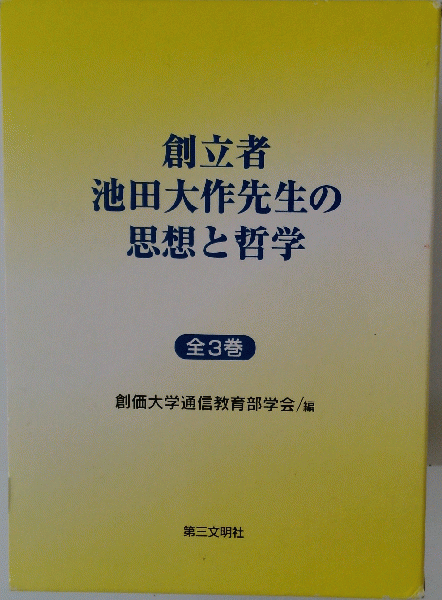 創立者
池田大作先生の
思想と哲学
全3巻
創価大学通信教育部学会/編
第三文明社